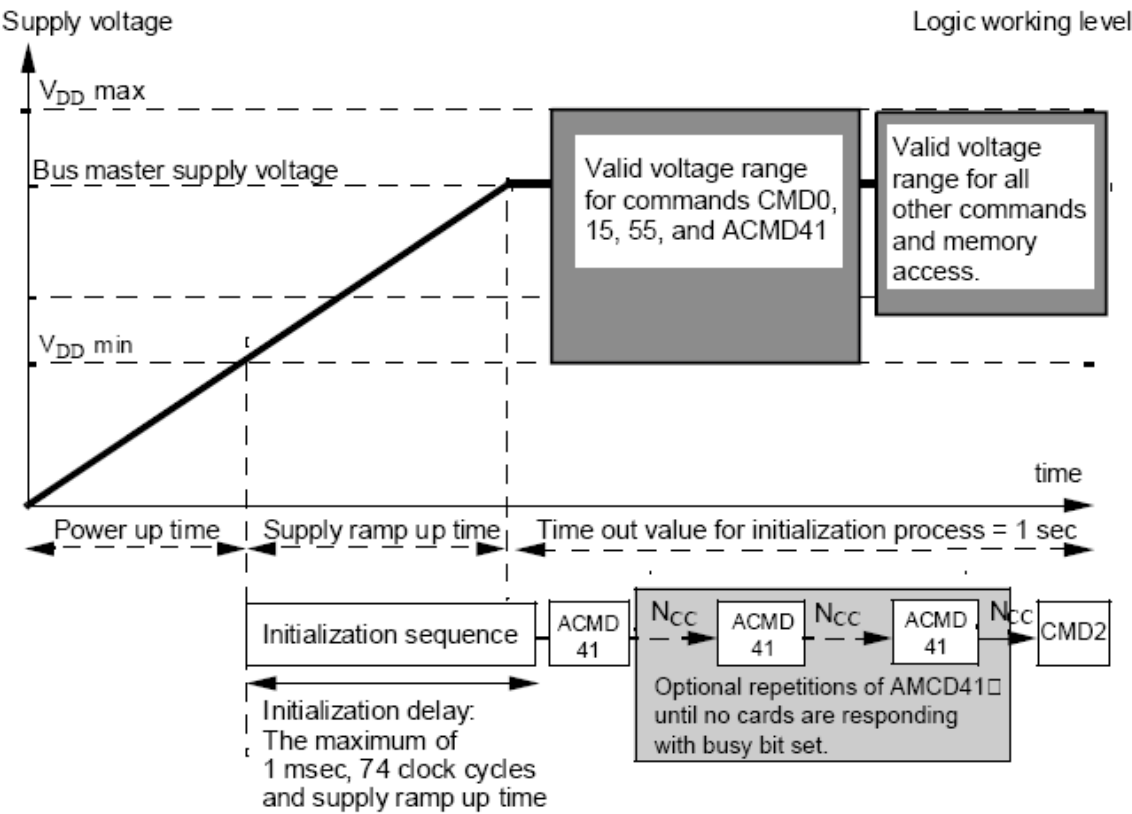 Supply voltage
Logic working level
VDD max
Bus master supply voltage
Valid voltage range
for commands CMD0,
15, 55, and ACMD41
Valid voltage
range for all
other commands
and memory
access.
VDD min
time
Power up time
Supply ramp up time
Time out value for initialization process = 1 sec
Initialization sequence
ACMD
41
NCC
ACMD
41
NCC
ACMD
41
NCC
CMD2
Optional repetitions of AMCD41□
until no cards are responding
with busy bit set.
Initialization delay:
The maximum of
1 msec, 74 clock cycles
and supply ramp up time